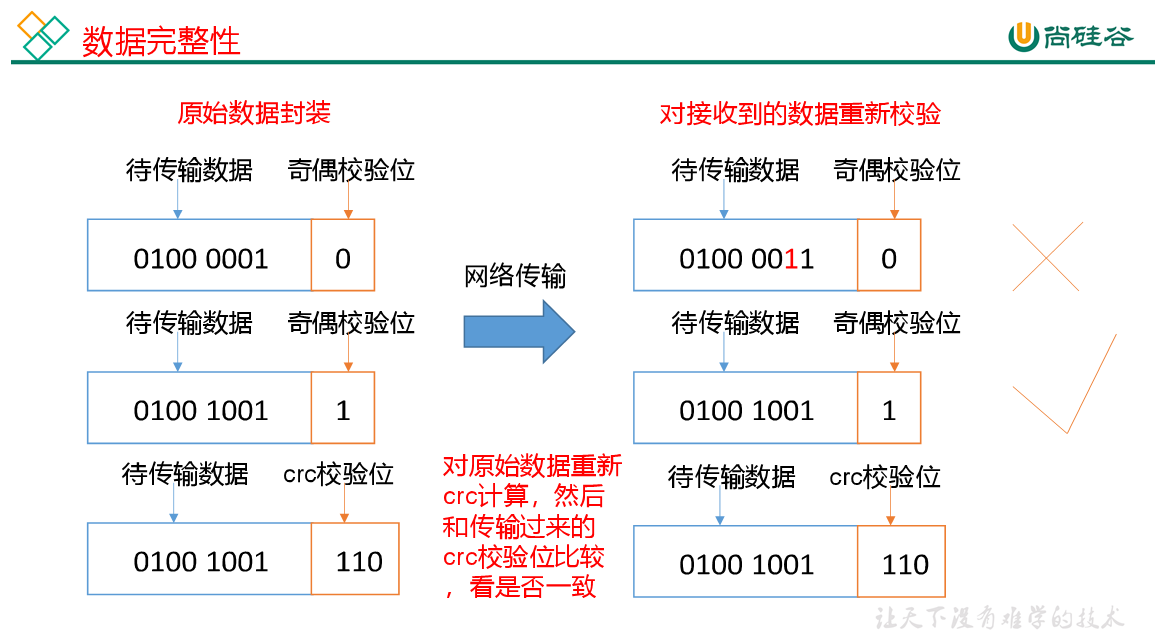 数据完整性
尚硅谷
原始数据封装
待传输数据 奇偶校验位
0100 0001 0
待传输数据 奇偶校验位
0100 1001 1
待传输数据 crc校验位
0100 1001 110
网络传输
对原始数据重新
crc计算，然后
和传输过来的
crc校验位比较
，看是否一致
对接收到的数据重新校验
待传输数据 奇偶校验位
0100 0011 0
待传输数据 奇偶校验位
0100 1001 1
待传输数据 crc校验位
0100 1001 110
让天下没有难学的技术